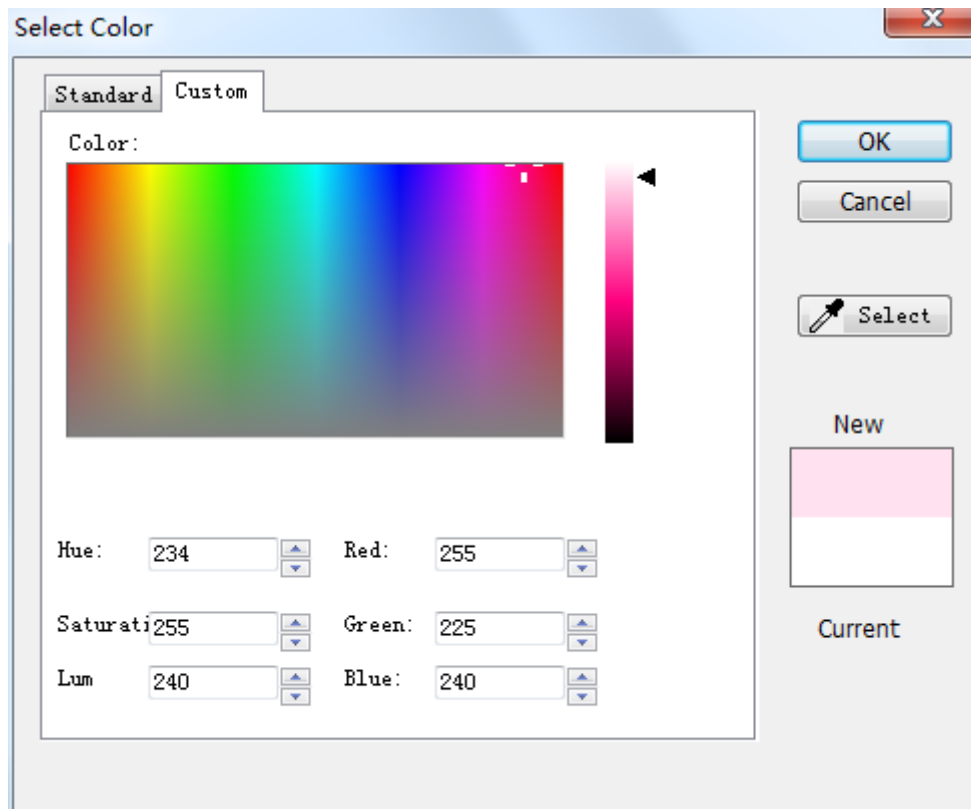 Select Color
Standard Custom
Color:
OK
Cancel
Select
New
Hue: 234 Red: 255
Saturati 255 Green: 225
Current
Lum 240 Blue: 240